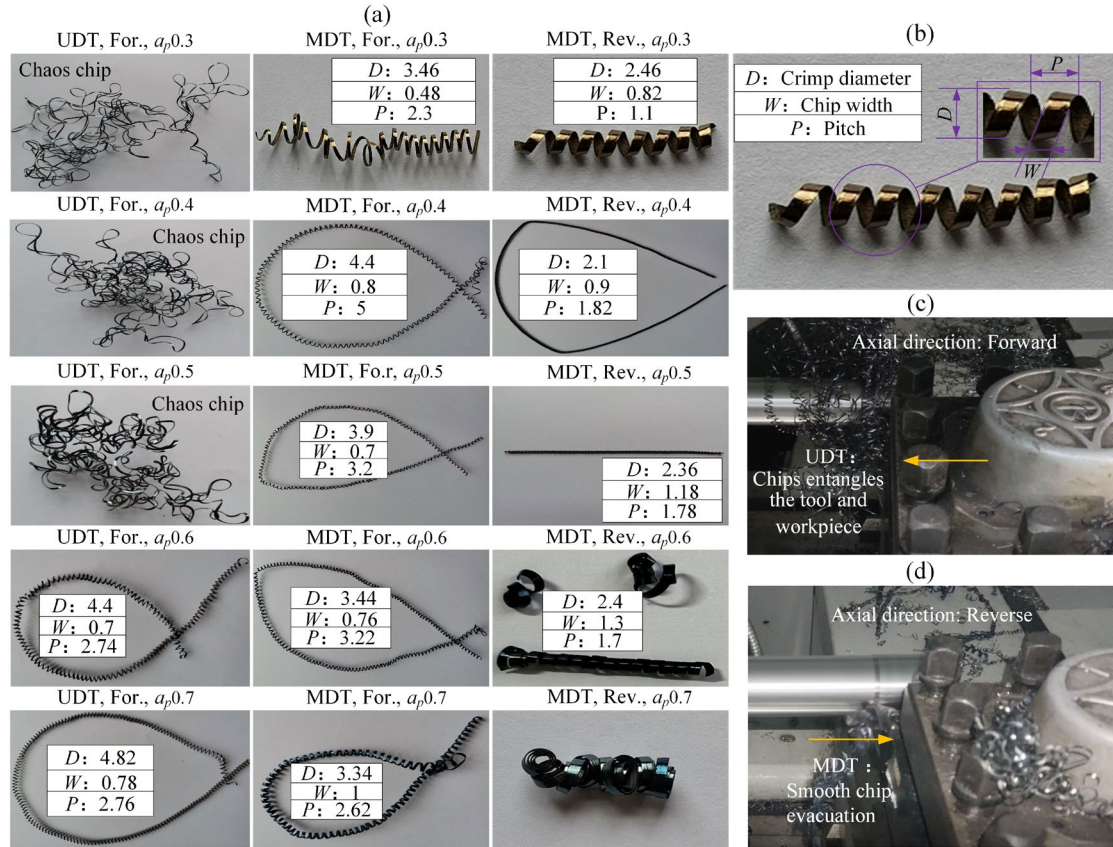 (a)
UDT, For., ap0.3
MDT, For., ap0.3
MDT, Rev., ap0.3
Chaos chip
D：3.46
W：0.48
P：2.3
D：2.46
W：0.82
P：1.1
UDT, For., ap0.4
MDT, For., ap0.4
MDT, Rev., ap0.4
Chaos chip
D：4.4
W：0.8
P：5
D：2.1
W：0.9
P：1.82
UDT, For., ap0.5
MDT, Fo.r, ap0.5
MDT, Rev., ap0.5
Chaos chip
D：3.9
W：0.7
P：3.2
D：2.36
W：1.18
P：1.78
UDT, For., ap0.6
MDT, For., ap0.6
MDT, Rev., ap0.6
D：4.4
W：0.7
P：2.74
D：3.44
W：0.76
P：3.22
D：2.4
W：1.3
P：1.7
UDT, For., ap0.7
MDT, For., ap0.7
MDT, Rev., ap0.7
D：4.82
W：0.78
P：2.76
D：3.34
W：1
P：2.62
(b)
D：Crimp diameter
W：Chip width
P：Pitch
P
D
W
(c)
Axial direction: Forward
UDT：
Chips entangles
the tool and
workpiece
(d)
Axial direction: Reverse
MDT：
Smooth chip
evacuation